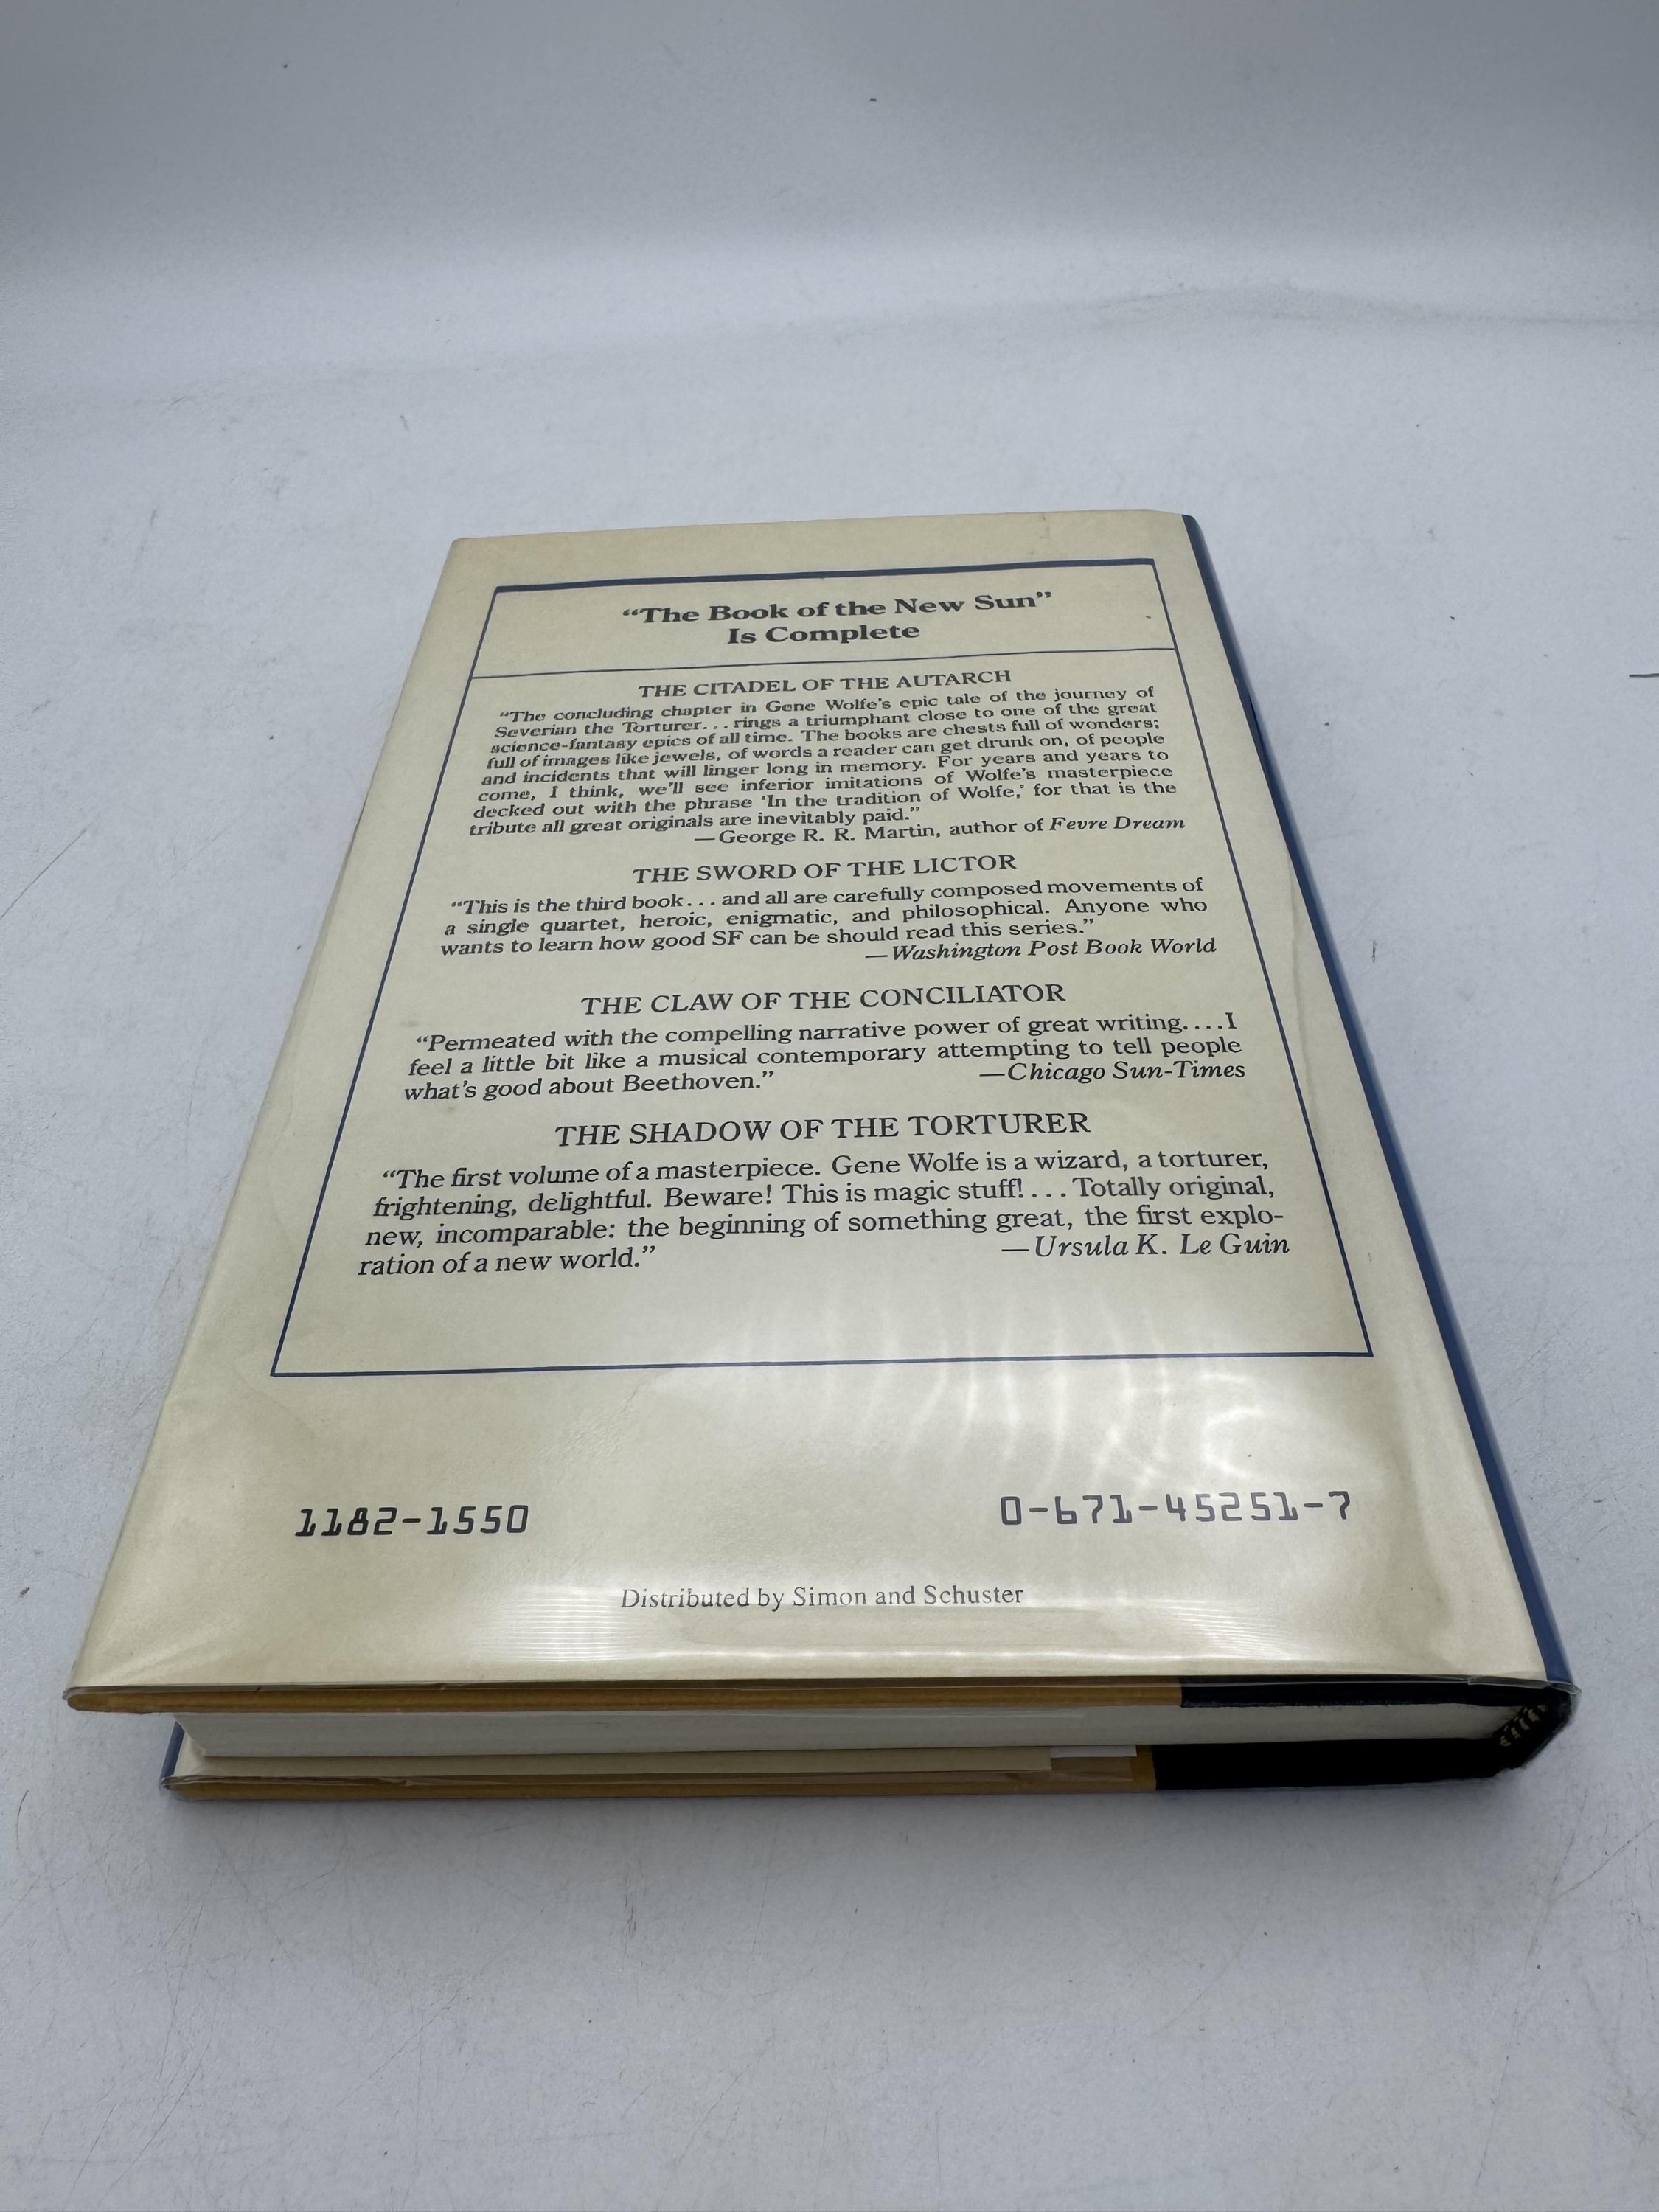 “The Book of the New Sun”
Is Complete
THE CITADEL OF THE AUTARCH
“The concluding chapter in Gene Wolfe’s epic tale of the journey of
Severian the Torturer. . . rings a triumphant close to one of the great
science-fantasy epics of all time. The books are chests full of wonders;
full of images like jewels, of words a reader can get drunk on, of people
and incidents that will linger long in memory. For years and years to
come, I think, we’ll see inferior imitations of Wolfe’s masterpiece
decked out with the phrase ‘In the tradition of Wolfe,’ for that is the
tribute all great originals are inevitably paid.”
—George R. R. Martin, author of Fevre Dream
THE SWORD OF THE LICTOR
“This is the third book. . . and all are carefully composed movements of
a single quartet, heroic, enigmatic, and philosophical. Anyone who
wants to learn how good SF can be should read this series.”
—Washington Post Book World
THE CLAW OF THE CONCILIATOR
“Permeated with the compelling narrative power of great writing. . . . I
feel a little bit like a musical contemporary attempting to tell people
what’s good about Beethoven.” —Chicago Sun-Times
THE SHADOW OF THE TORTURER
“The first volume of a masterpiece. Gene Wolfe is a wizard, a torturer,
frightening, delightful. Beware! This is magic stuff! . . . Totally original,
new, incomparable: the beginning of something great, the first explo-
ration of a new world.” —Ursula K. Le Guin
1182-1550 0-671-45251-7
Distributed by Simon and Schuster